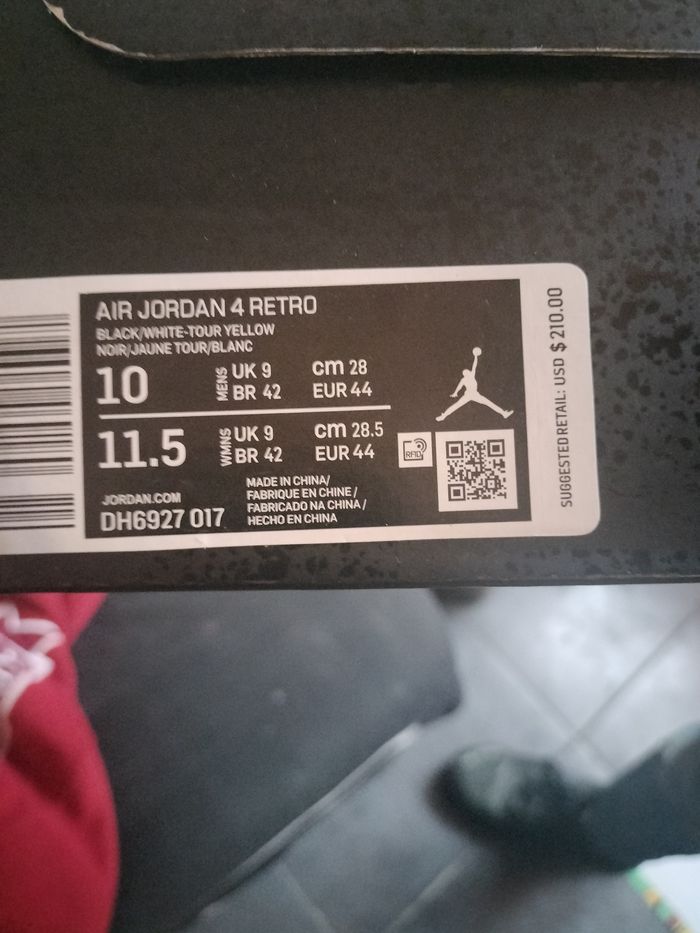 AIR JORDAN 4 RETRO
BLACK/WHITE-TOUR YELLOW
NOIR/JAUNE TOUR/BLANC
10 MENS UK 9 cm 28
BR 42 EUR 44
11.5 WMNS UK 9 cm 28.5
BR 42 EUR 44
RFID
JORDAN.COM
DH6927 017
MADE IN CHINA/
FABRIQUE EN CHINE /
FABRICADO NA CHINA /
HECHO EN CHINA
SUGGESTED RETAIL: USD $ 210.00